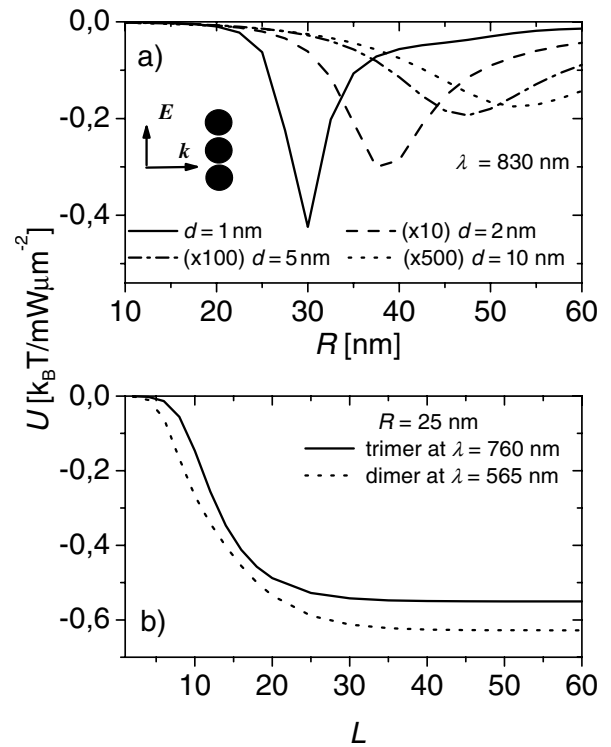 0,0
a)
E
k
-0,2
λ = 830 nm
-0,4
d = 1 nm
(x10) d = 2 nm
(x100) d = 5 nm
(x500) d = 10 nm
10 20 30 40 50 60
R [nm]
U [k_BT/mWμm⁻²]
0,0
R = 25 nm
trimer at λ = 760 nm
dimer at λ = 565 nm
-0,2
-0,4
-0,6
b)
10 20 30 40 50 60
L